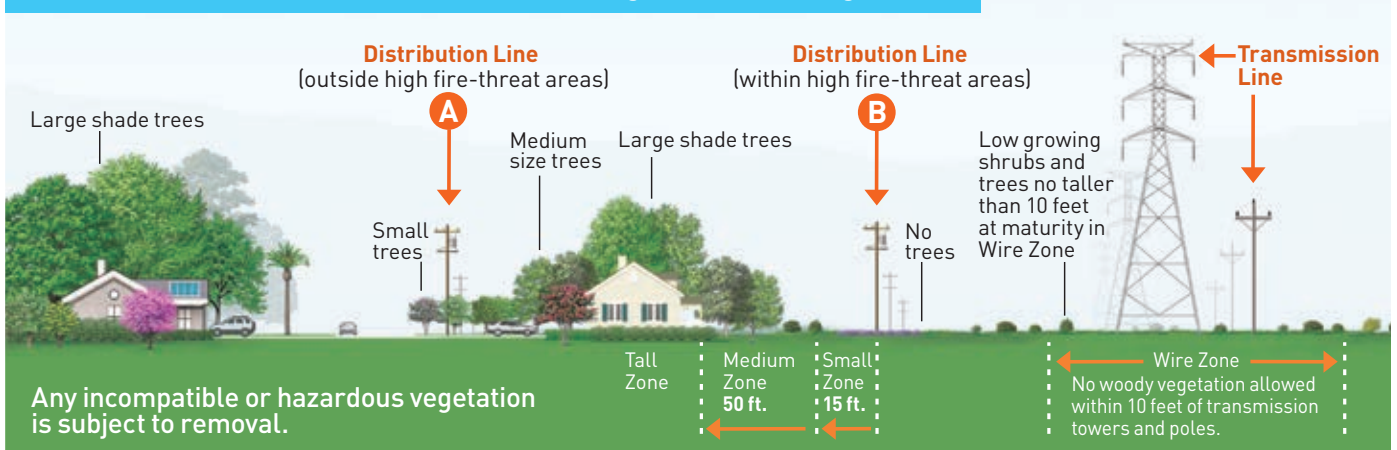 Distribution Line
(outside high fire-threat areas)
A
Distribution Line
(within high fire-threat areas)
B
Transmission
Line
Large shade trees
Medium
size trees
Large shade trees
Small
trees
No
trees
Low growing
shrubs and
trees no taller
than 10 feet
at maturity in
Wire Zone
Tall
Zone
Medium
Zone
50 ft.
Small
Zone
15 ft.
Wire Zone
No woody vegetation allowed
within 10 feet of transmission
towers and poles.
Any incompatible or hazardous vegetation
is subject to removal.